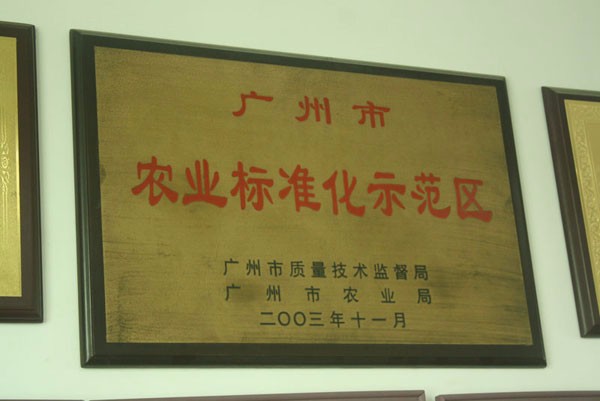 广州市
农业标准化示范区
广州市质量技术监督局
广州市农业局
二〇〇三年十一月